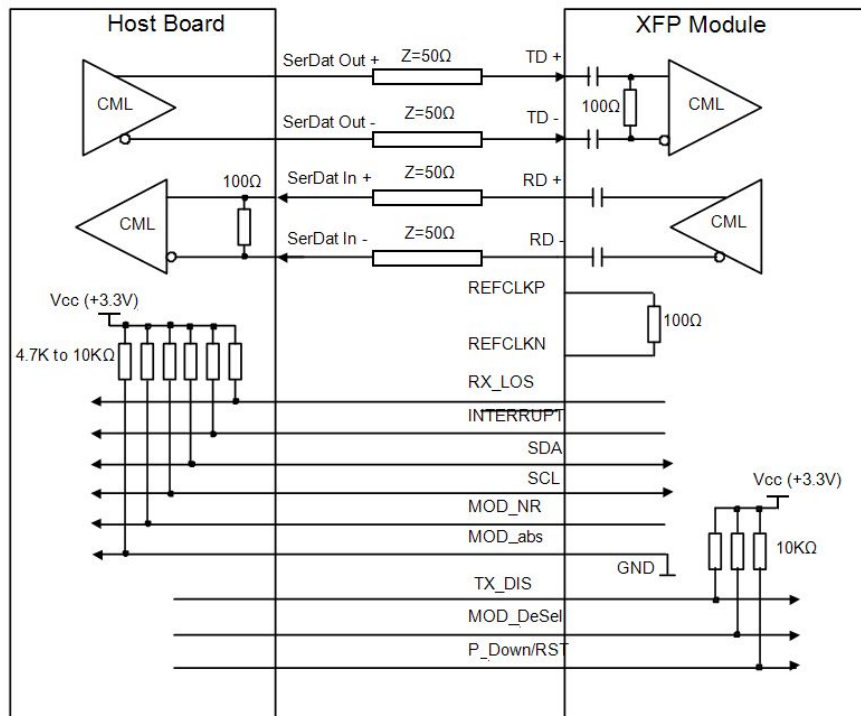 Host Board
XFP Module
SerDat Out +
Z=50Ω
TD +
CML
100Ω
CML
SerDat Out -
Z=50Ω
TD -
SerDat In +
Z=50Ω
RD +
100Ω
CML
CML
SerDat In -
Z=50Ω
RD -
REFCLKP
Vcc (+3.3V)
100Ω
REFCLKN
4.7K to 10KΩ
RX_LOS
INTERRUPT
SDA
SCL
Vcc (+3.3V)
MOD_NR
MOD_abs
10KΩ
GND
TX_DIS
MOD_DeSel
P_Down/RST